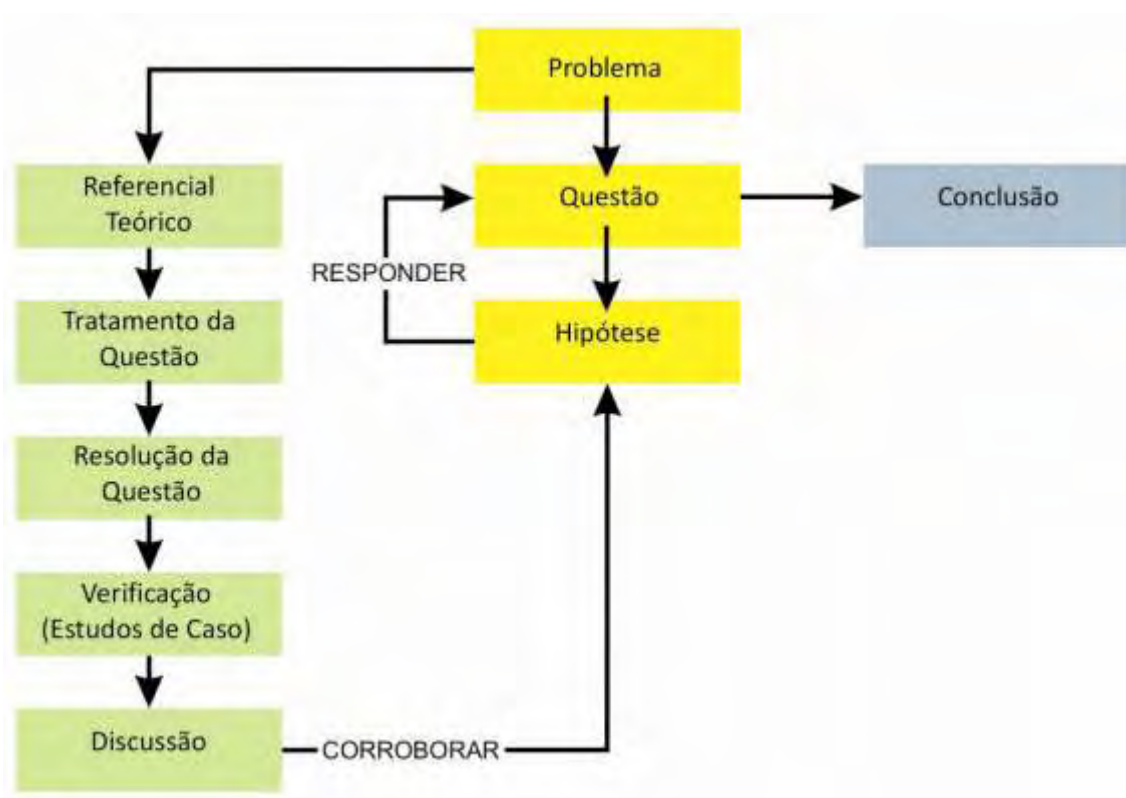 Problema
Referencial
Teórico
Questão
Conclusão
RESPONDER
Tratamento da
Questão
Hipótese
Resolução da
Questão
Verificação
(Estudos de Caso)
Discussão
CORROBORAR